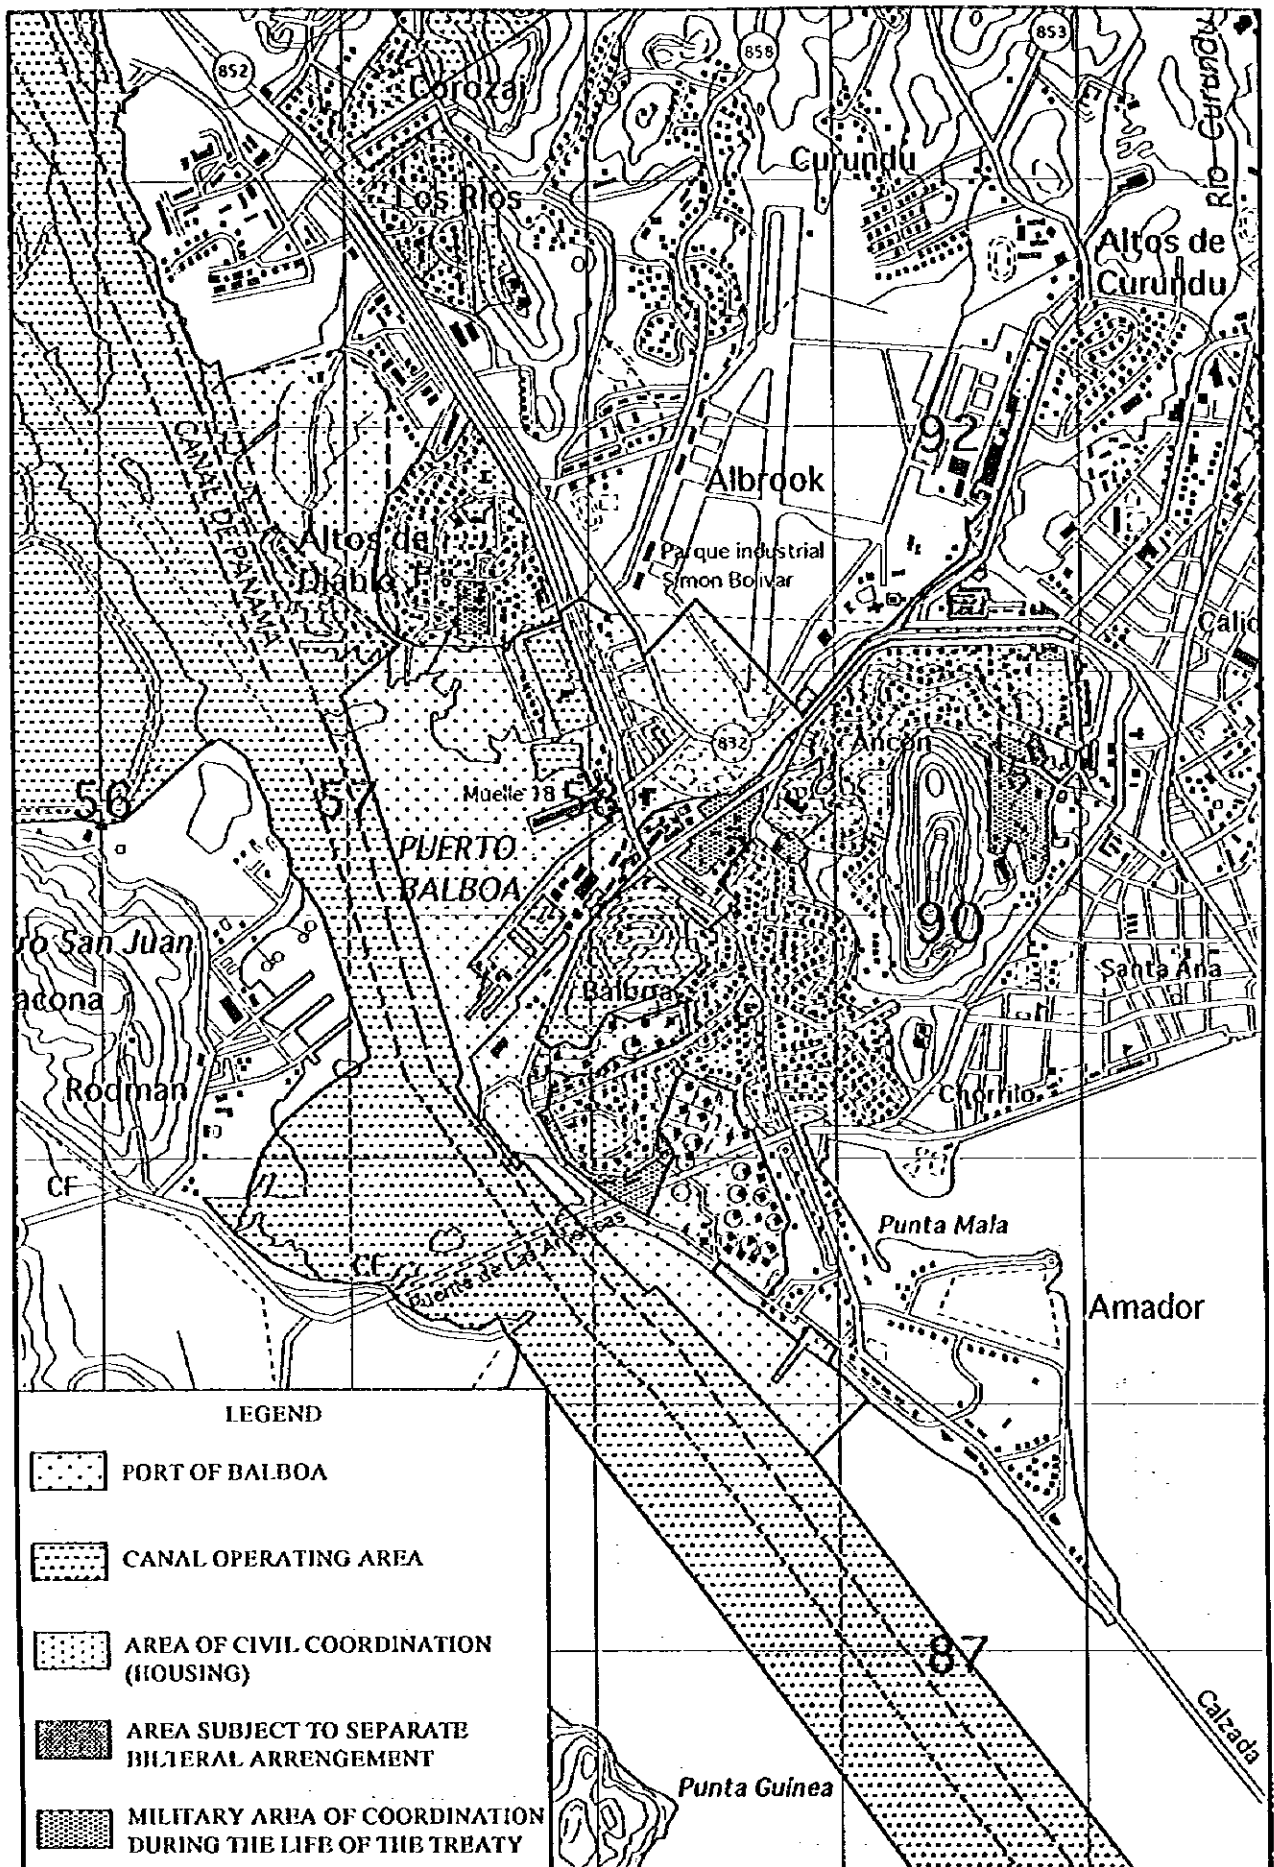 852
858
853
Rio Curundu
Corozal
Curundu
Los Rios
Altos de
Curundu
92
CANAL DE PANAMA
Albrook
Altos de
Diablo
Parque industrial
Simon Bolivar
832
Ancon
56
57
58
Muelle 18
PUERTO
BALBOA
90
ro San Juan
acona
Balboa
Santa Ana
Rodman
Chorrillo
CF
Punta Mala
CF
Puente de Las Americas
Amador
87
Calzada
Punta Guinea
LEGEND
PORT OF BALBOA
CANAL OPERATING AREA
AREA OF CIVIL COORDINATION
(HOUSING)
AREA SUBJECT TO SEPARATE
BILTERAL ARRENGEMENT
MILITARY AREA OF COORDINATION
DURING THE LIFE OF THE TREATY